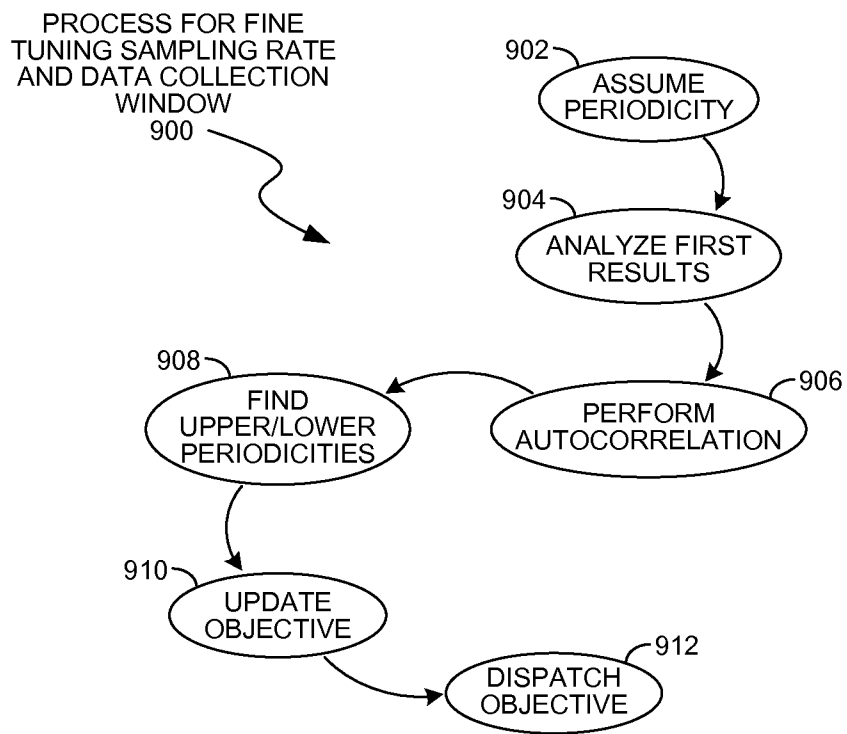 PROCESS FOR FINE
TUNING SAMPLING RATE
AND DATA COLLECTION
WINDOW
900
902
ASSUME
PERIODICITY
904
ANALYZE FIRST
RESULTS
906
PERFORM
AUTOCORRELATION
908
FIND
UPPER/LOWER
PERIODICITIES
910
UPDATE
OBJECTIVE
912
DISPATCH
OBJECTIVE